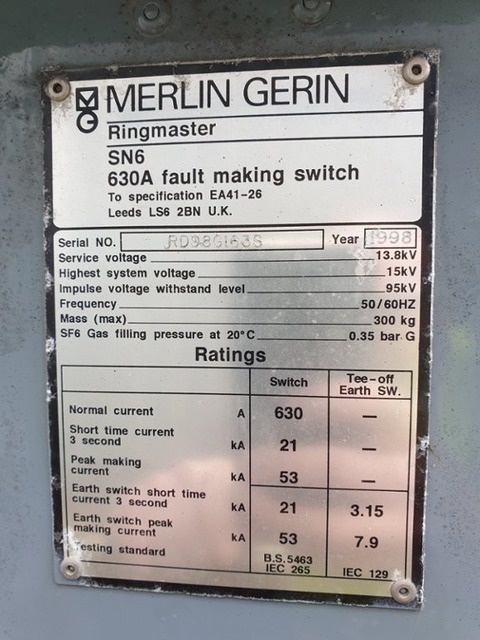 MERLIN GERIN
Ringmaster
SN6
630A fault making switch
To specification EA41-26
Leeds LS6 2BN U.K.
Serial NO. Year 1998
Service voltage 13.8kV
Highest system voltage 15kV
Impulse voltage withstand level 95kV
Frequency 50/60HZ
Mass (max) 300 kg
SF6 Gas filling pressure at 20°C 0.35 bar G
Ratings
Switch Tee-off
Earth SW.
Normal current A 630 —
Short time current
3 second kA 21 —
Peak making
current kA 53 —
Earth switch short time
current 3 second kA 21 3.15
Earth switch peak
making current kA 53 7.9
Testing standard B.S.5463
IEC 265 IEC 129